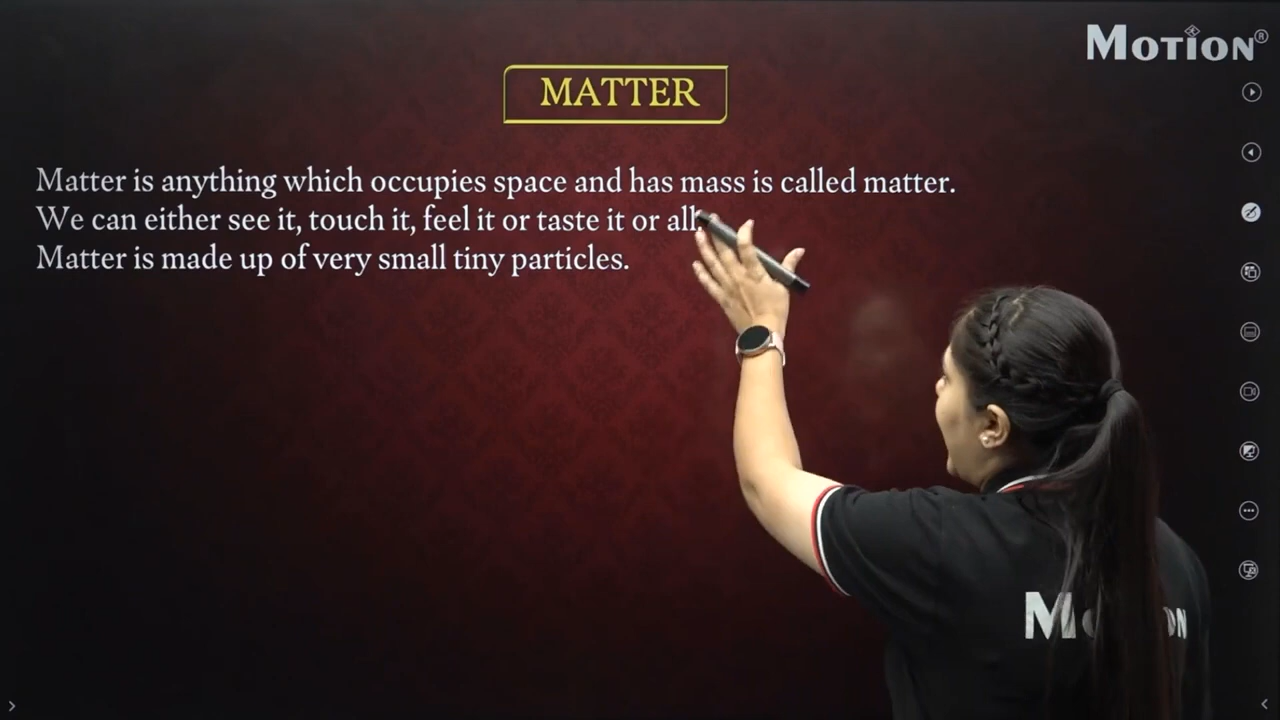 MOTION®
MATTER
Matter is anything which occupies space and has mass is called matter.
We can either see it, touch it, feel it or taste it or all.
Matter is made up of very small tiny particles.